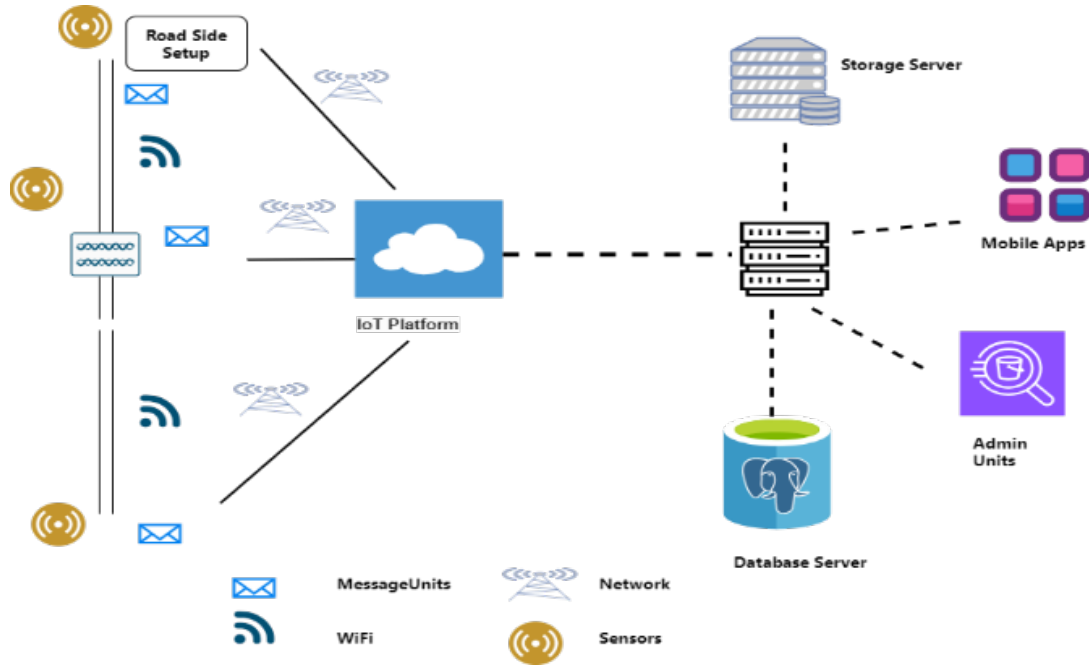 Road Side
Setup
Storage Server
Mobile Apps
IoT Platform
Admin
Units
Database Server
MessageUnits
Network
WiFi
Sensors